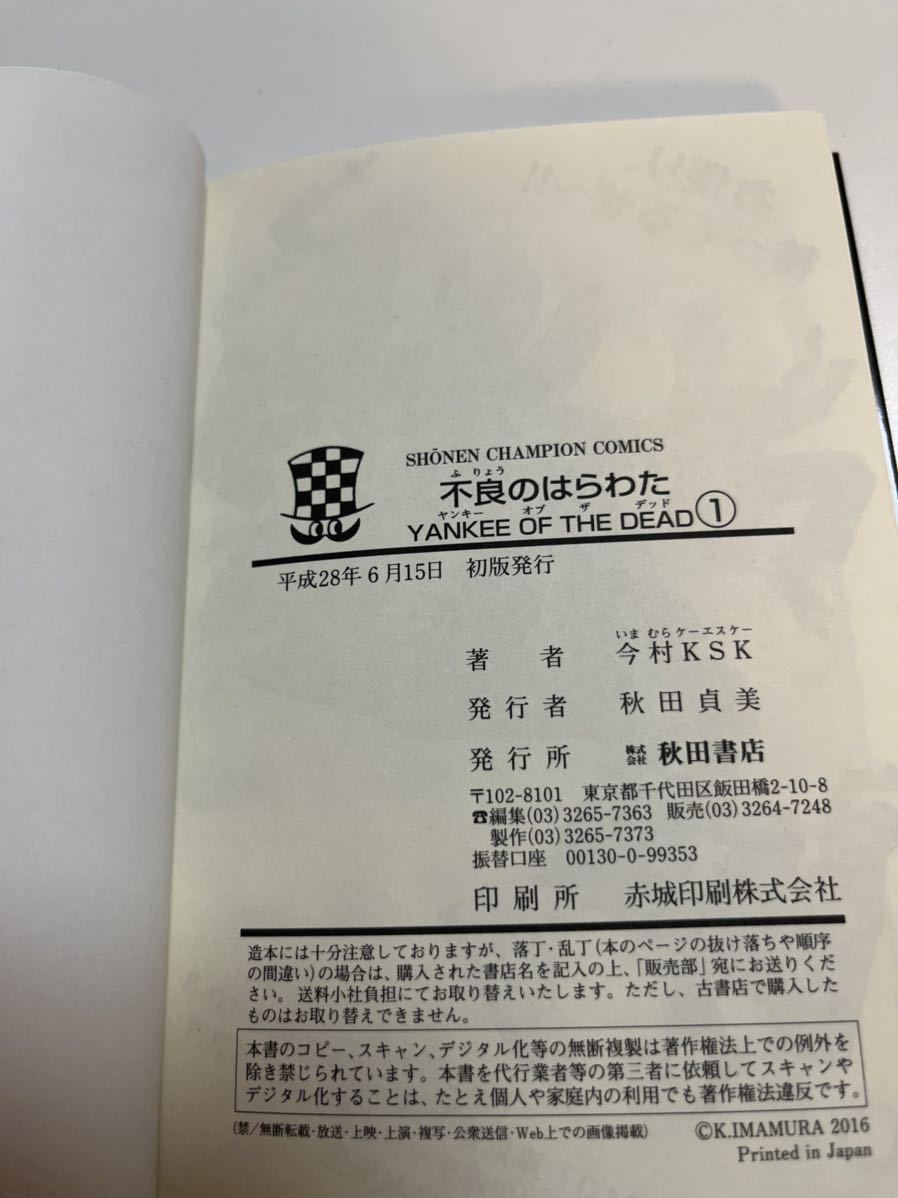 SHŌNEN CHAMPION COMICS
ふりょう
不良のはらわた
ヤンキー オブ ザ デッド
YANKEE OF THE DEAD①
平成28年6月15日 初版発行
いまむらケーエスケー
著者 今村KSK
発行者 秋田貞美
発行所 株式会社 秋田書店
〒102-8101 東京都千代田区飯田橋2-10-8
☎編集(03)3265-7363 販売(03)3264-7248
製作(03)3265-7373
振替口座 00130-0-99353
印刷所 赤城印刷株式会社
造本には十分注意しておりますが、落丁・乱丁(本のページの抜け落ちや順序
の間違い)の場合は、購入された書店名を記入の上、「販売部」宛にお送りくだ
さい。送料小社負担にてお取り替えいたします。ただし、古書店で購入した
ものはお取り替えできません。
本書のコピー、スキャン、デジタル化等の無断複製は著作権法上での例外を
除き禁じられています。本書を代行業者等の第三者に依頼してスキャンや
デジタル化することは、たとえ個人や家庭内の利用でも著作権法違反です。
(禁/無断転載・放送・上映・上演・複写・公衆送信・Web上での画像掲載)
©K.IMAMURA 2016
Printed in Japan